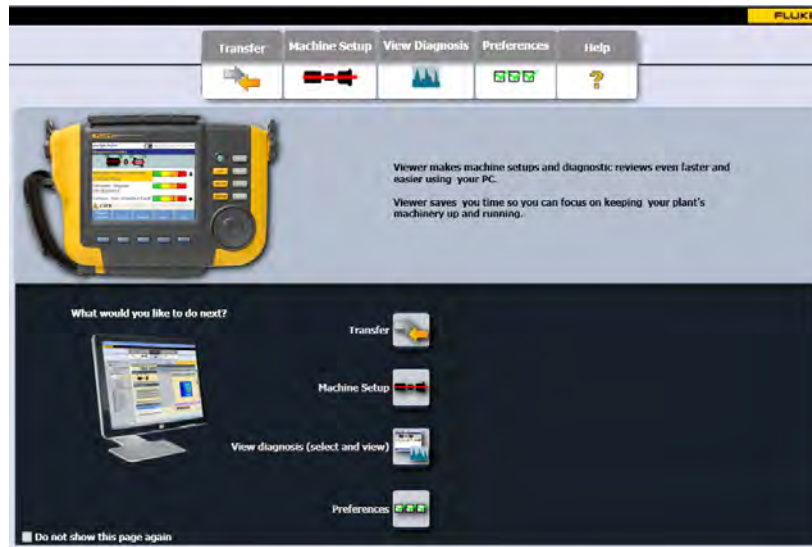 FLUKE
Transfer
Machine Setup
View Diagnosis
Preferences
Help
Viewer makes machine setups and diagnostic reviews even faster and
easier using your PC.
Viewer saves you time so you can focus on keeping your plant's
machinery up and running.
What would you like to do next?
Transfer
Machine Setup
View diagnosis (select and view)
Preferences
Do not show this page again